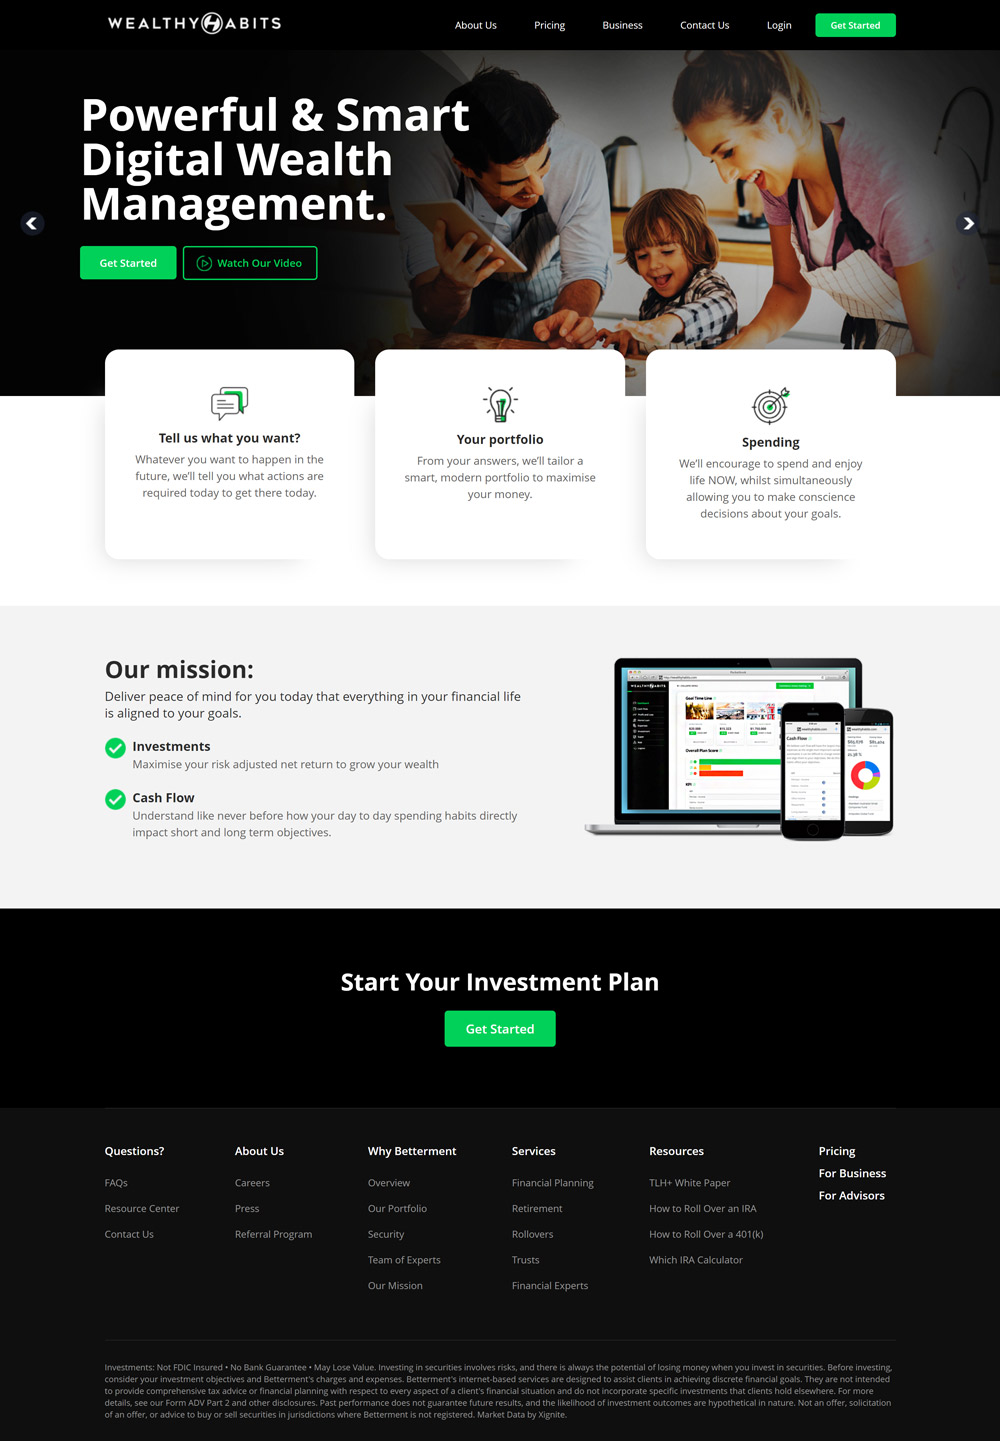 WEALTHY HABITS
About Us
Pricing
Business
Contact Us
Login
Get Started
Powerful & Smart
Digital Wealth
Management.
Get Started
Watch Our Video
Tell us what you want?
Whatever you want to happen in the
future, we'll tell you what actions are
required today to get there today.
Your portfolio
From your answers, we'll tailor a
smart, modern portfolio to maximise
your money.
Spending
We'll encourage to spend and enjoy
life NOW, whilst simultaneously
allowing you to make conscience
decisions about your goals.
Our mission:
Deliver peace of mind for you today that everything in your financial life
is aligned to your goals.
Investments
Maximise your risk adjusted net return to grow your wealth
Cash Flow
Understand like never before how your day to day spending habits directly
impact short and long term objectives.
WEALTHY HABITS
Goal Time Line
Overall Plan Score
KPI
Cash Flow
Start Your Investment Plan
Get Started
Questions?
FAQs
Resource Center
Contact Us
About Us
Careers
Press
Referral Program
Why Betterment
Overview
Our Portfolio
Security
Team of Experts
Our Mission
Services
Financial Planning
Retirement
Rollovers
Trusts
Financial Experts
Resources
TLH+ White Paper
How to Roll Over an IRA
How to Roll Over a 401(k)
Which IRA Calculator
Pricing
For Business
For Advisors
Investments: Not FDIC Insured • No Bank Guarantee • May Lose Value. Investing in securities involves risks, and there is always the potential of losing money when you invest in securities. Before investing,
consider your investment objectives and Betterment's charges and expenses. Betterment's internet-based services are designed to assist clients in achieving discrete financial goals. They are not intended
to provide comprehensive tax advice or financial planning with respect to every aspect of a client's financial situation and do not incorporate specific investments that clients hold elsewhere. For more
details, see our Form ADV Part 2 and other disclosures. Past performance does not guarantee future results, and the likelihood of investment outcomes are hypothetical in nature. Not an offer, solicitation
of an offer, or advice to buy or sell securities in jurisdictions where Betterment is not registered. Market Data by Xignite.